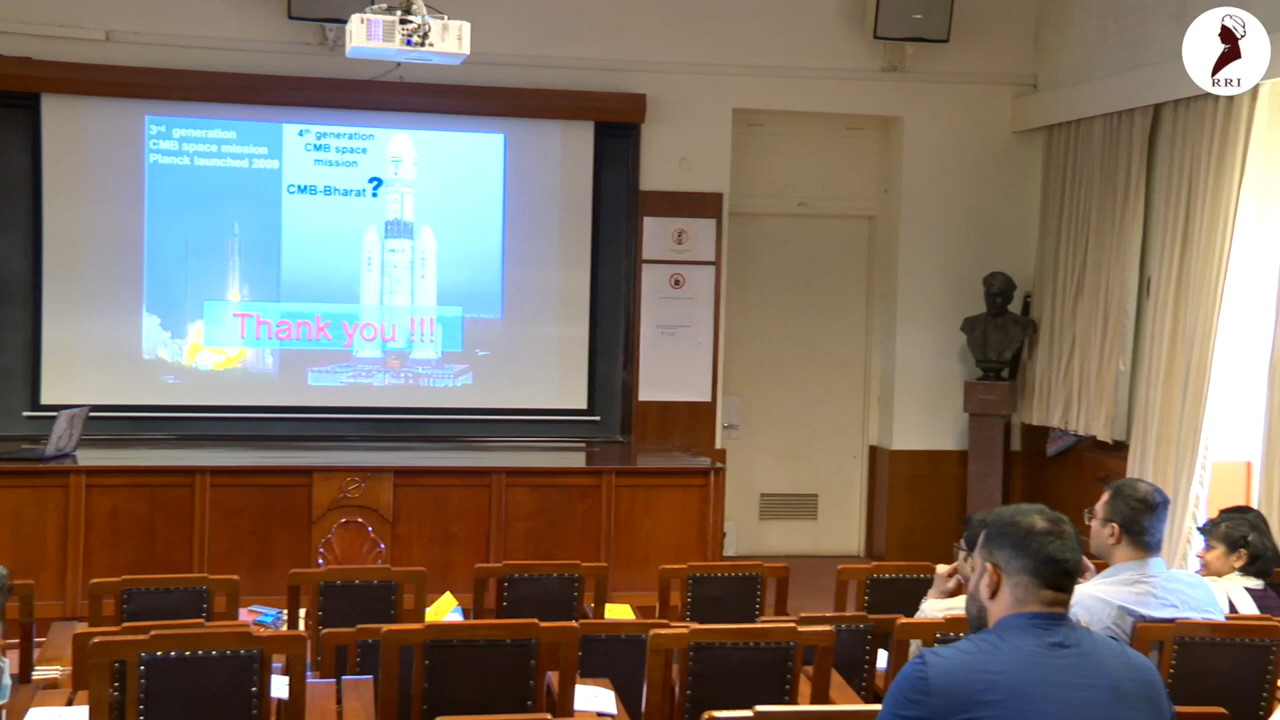 3rd generation
CMB space mission
Planck launched 2009
4th generation
CMB space
mission
CMB-Bharat ?
Thank you !!!
RRI